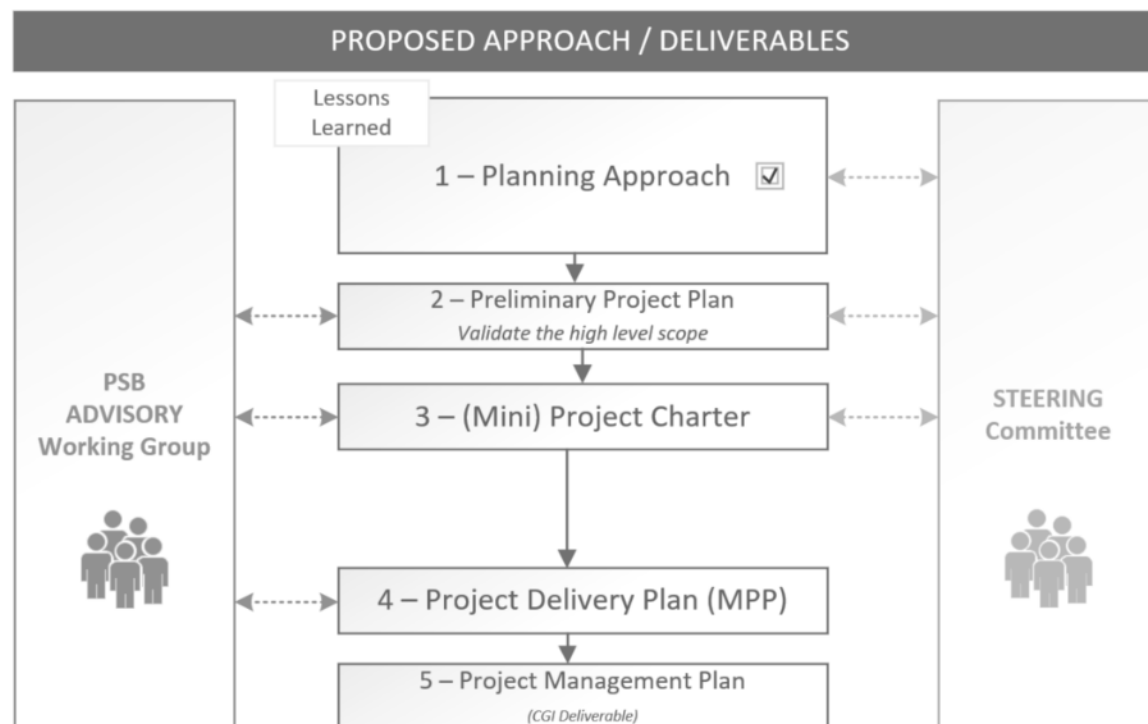 PROPOSED APPROACH / DELIVERABLES
Lessons
Learned
1 – Planning Approach
2 – Preliminary Project Plan
Validate the high level scope
3 – (Mini) Project Charter
PSB
ADVISORY
Working Group
STEERING
Committee
4 – Project Delivery Plan (MPP)
5 – Project Management Plan
(CGI Deliverable)